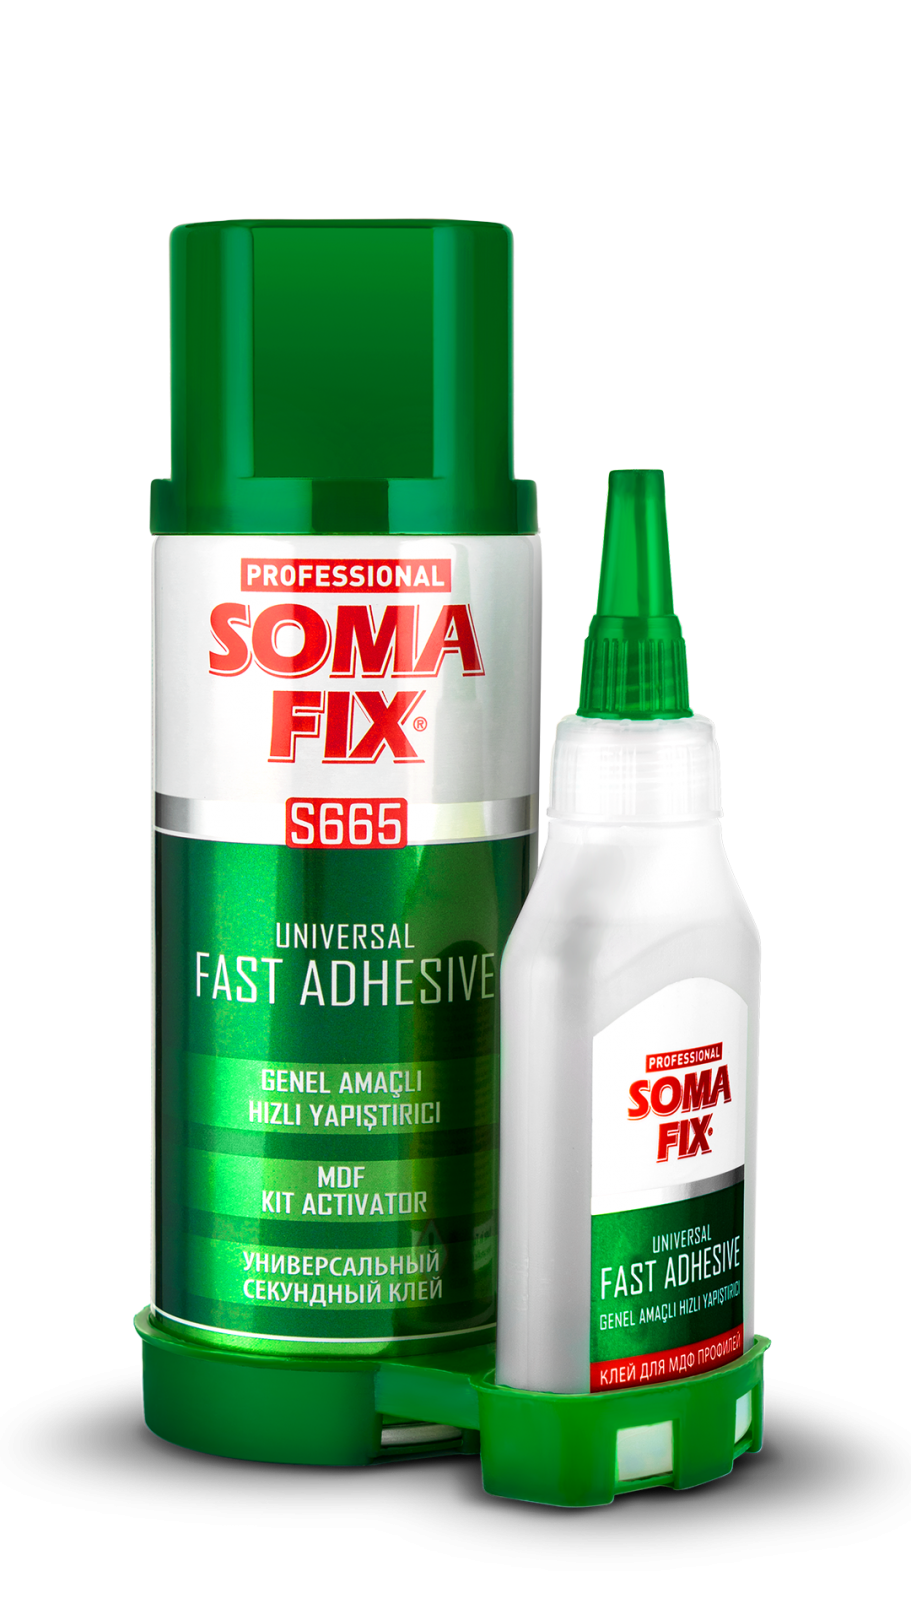 PROFESSIONAL
SOMA
FIX®
S665
UNIVERSAL
FAST ADHESIVE
GENEL AMAÇLI
HIZLI YAPIŞTIRICI
MDF
KIT ACTIVATOR
УНИВЕРСАЛЬНЫЙ
СЕКУНДНЫЙ КЛЕЙ
PROFESSIONAL
SOMA
FIX
UNIVERSAL
FAST ADHESIVE
GENEL AMAÇLI HIZLI YAPIŞTIRICI
КЛЕЙ ДЛЯ МДФ ПРОФИЛЕЙ